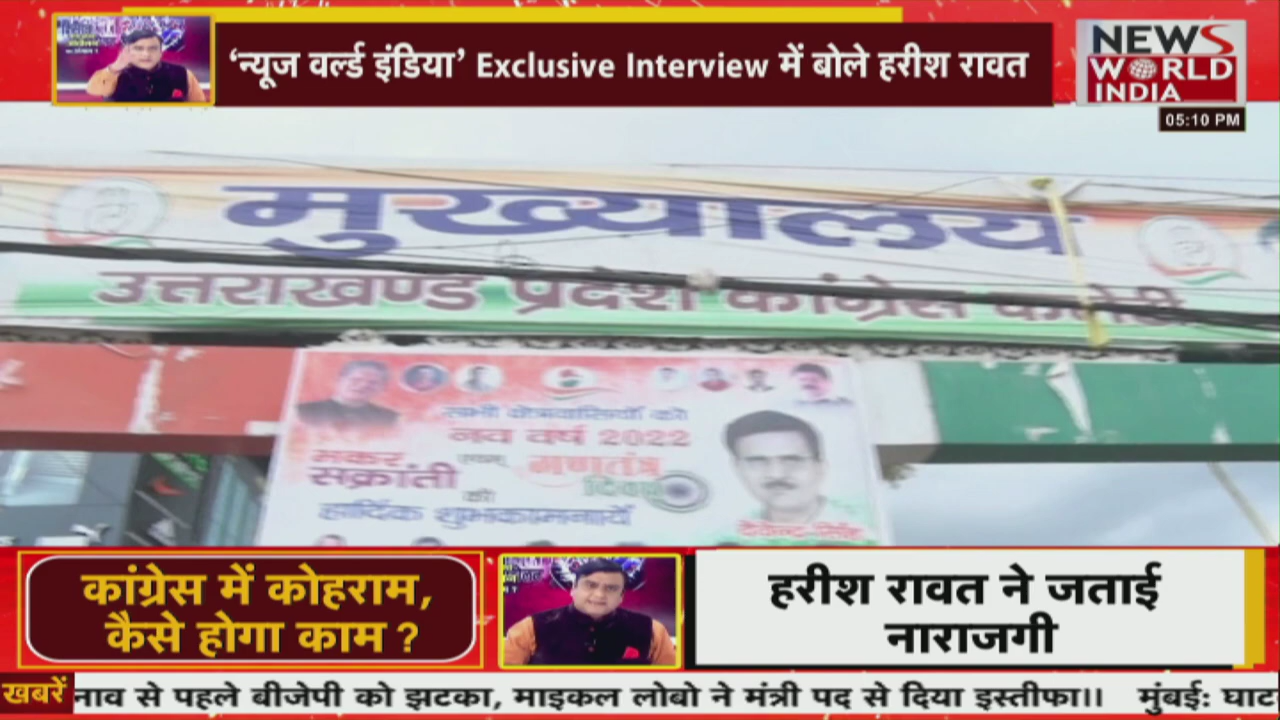 ‘न्यूज वर्ल्ड इंडिया’ Exclusive Interview में बोले हरीश रावत
NEWS
WORLD
INDIA
05:10 PM
मुख्यालय
उत्तराखण्ड प्रदेश कांग्रेस कमेटी
सभी क्षेत्रवासियों को
नव वर्ष 2022
मकर
सक्रांती
एवम्
गणतंत्र
दिवस
की
हार्दिक शुभकामनायें
देवेन्द्र सिंह
कांग्रेस में कोहराम,
कैसे होगा काम ?
हरीश रावत ने जताई
नाराजगी
खबरें
नाव से पहले बीजेपी को झटका, माइकल लोबो ने मंत्री पद से दिया इस्तीफा।। मुंबई: घाट